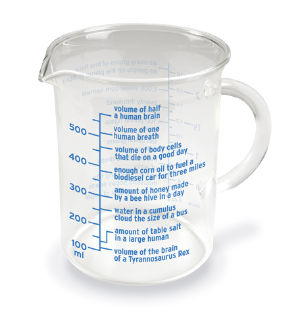 volume of half
a human brain
500
volume of one
human breath
volume of body cells
that die on a good day
400
enough corn oil to fuel a
biodiesel car for three miles
300
amount of honey made
by a bee hive in a day
200
water in a cumulus
cloud the size of a bus
amount of table salt
in a large human
100
ml
volume of the brain
of a Tyrannosaurus Rex